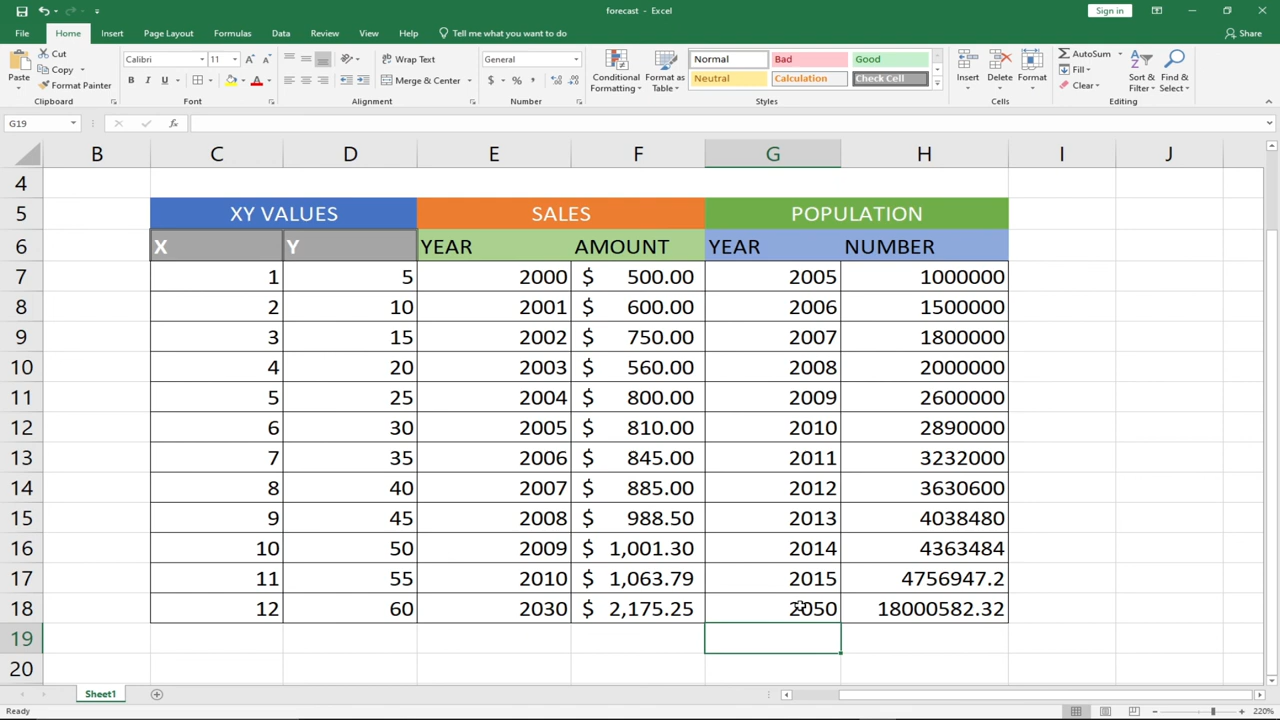 forecast - Excel
Sign in
File Home Insert Page Layout Formulas Data Review View Help Tell me what you want to do Share
Paste
Cut
Copy
Format Painter
Calibri 11
B I U A
Wrap Text
Merge & Center
General
$ % ,
Conditional Formatting
Format as Table
Normal Bad Good
Neutral Calculation Check Cell
Insert Delete Format
AutoSum
Fill
Clear
Sort & Filter
Find & Select
Clipboard Font Alignment Number Styles Cells Editing
G19 fx
B C D E F G H I J
4
5 XY VALUES SALES POPULATION
6 X Y YEAR AMOUNT YEAR NUMBER
7 1 5 2000 $ 500.00 2005 1000000
8 2 10 2001 $ 600.00 2006 1500000
9 3 15 2002 $ 750.00 2007 1800000
10 4 20 2003 $ 560.00 2008 2000000
11 5 25 2004 $ 800.00 2009 2600000
12 6 30 2005 $ 810.00 2010 2890000
13 7 35 2006 $ 845.00 2011 3232000
14 8 40 2007 $ 885.00 2012 3630600
15 9 45 2008 $ 988.50 2013 4038480
16 10 50 2009 $ 1,001.30 2014 4363484
17 11 55 2010 $ 1,063.79 2015 4756947.2
18 12 60 2030 $ 2,175.25 2050 18000582.32
19
20
Sheet1
Ready 220%